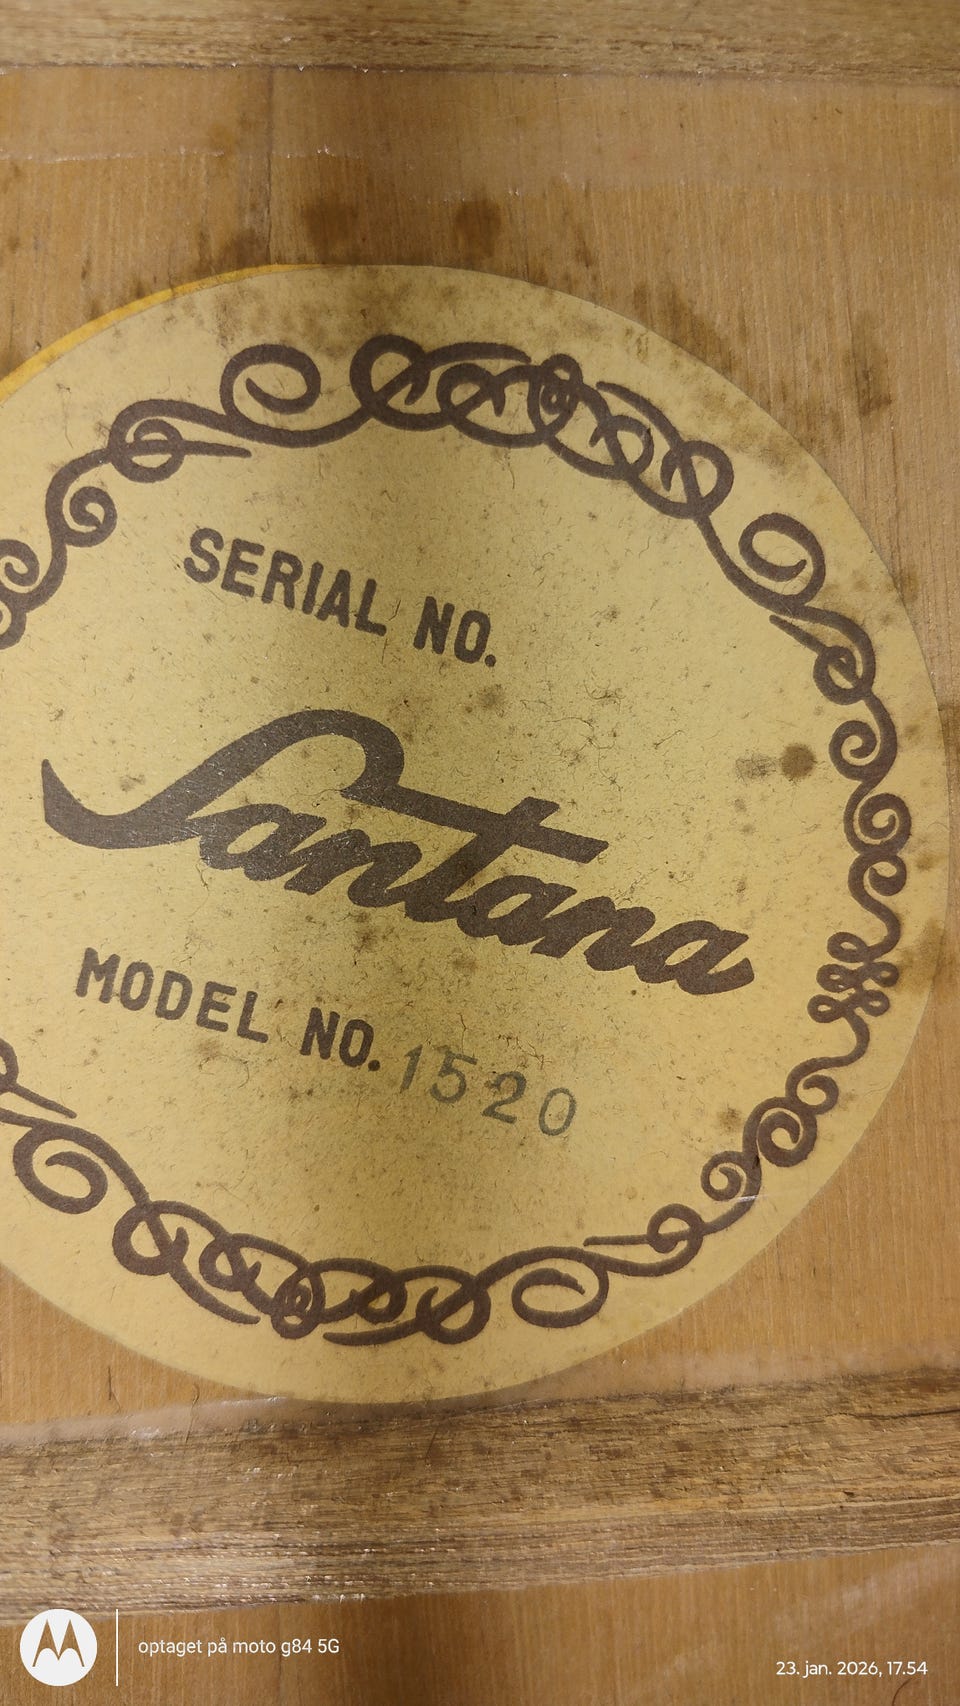 SERIAL NO.
Santana
MODEL NO. 1520
optaget på moto g84 5G
23. jan. 2026, 17.54